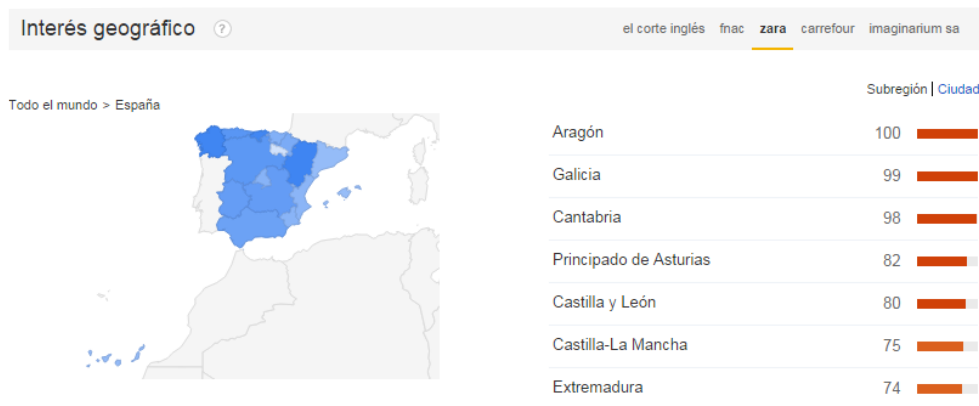 Interés geográfico ?
el corte inglés fnac zara carrefour imaginarium sa
Subregión | Ciudad
Todo el mundo > España
Aragón 100
Galicia 99
Cantabria 98
Principado de Asturias 82
Castilla y León 80
Castilla-La Mancha 75
Extremadura 74